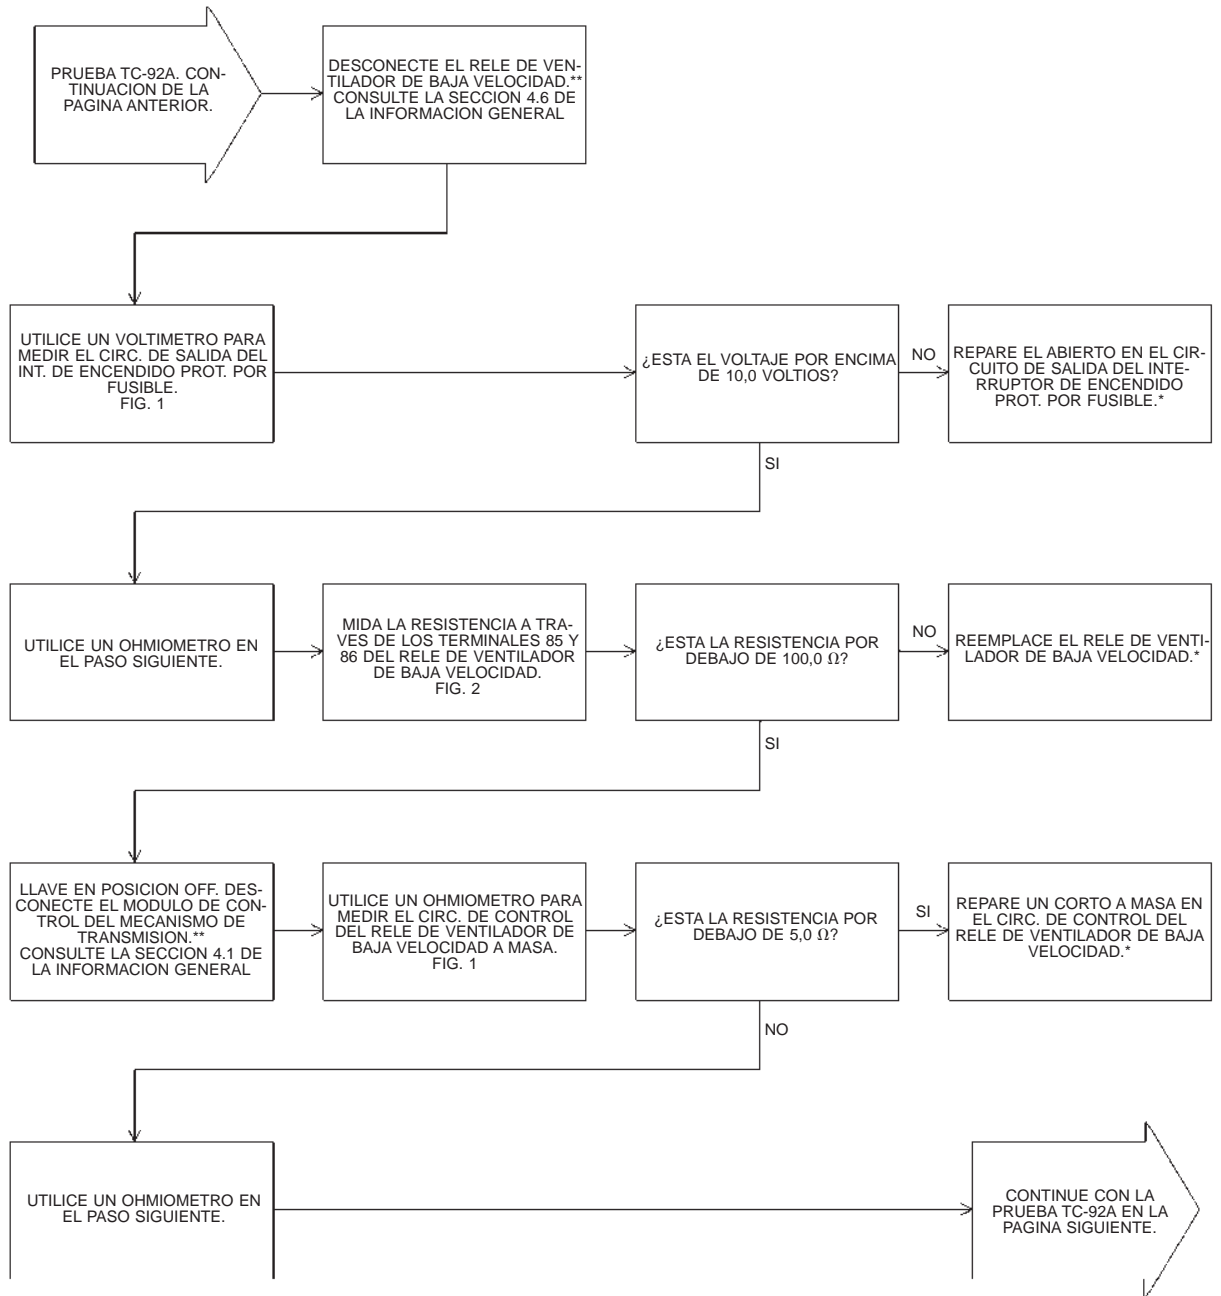 PRUEBA TC-92A. CON-
TINUACION DE LA
PAGINA ANTERIOR.
DESCONECTE EL RELE DE VEN-
TILADOR DE BAJA VELOCIDAD.**
CONSULTE LA SECCION 4.6 DE
LA INFORMACION GENERAL
UTILICE UN VOLTIMETRO PARA
MEDIR EL CIRC. DE SALIDA DEL
INT. DE ENCENDIDO PROT. POR
FUSIBLE.
FIG. 1
¿ESTA EL VOLTAJE POR ENCIMA
DE 10,0 VOLTIOS?
NO
REPARE EL ABIERTO EN EL CIR-
CUITO DE SALIDA DEL INTE-
RRUPTOR DE ENCENDIDO
PROT. POR FUSIBLE.*
SI
UTILICE UN OHMIOMETRO EN
EL PASO SIGUIENTE.
MIDA LA RESISTENCIA A TRA-
VES DE LOS TERMINALES 85 Y
86 DEL RELE DE VENTILADOR
DE BAJA VELOCIDAD.
FIG. 2
¿ESTA LA RESISTENCIA POR
DEBAJO DE 100,0 Ω?
NO
REEMPLACE EL RELE DE VENTI-
LADOR DE BAJA VELOCIDAD.*
SI
LLAVE EN POSICION OFF. DES-
CONECTE EL MODULO DE CON-
TROL DEL MECANISMO DE
TRANSMISION.**
CONSULTE LA SECCION 4.1 DE
LA INFORMACION GENERAL
UTILICE UN OHMIOMETRO PARA
MEDIR EL CIRC. DE CONTROL
DEL RELE DE VENTILADOR DE
BAJA VELOCIDAD A MASA.
FIG. 1
¿ESTA LA RESISTENCIA POR
DEBAJO DE 5,0 Ω?
SI
REPARE UN CORTO A MASA EN
EL CIRC. DE CONTROL DEL
RELE DE VENTILADOR DE BAJA
VELOCIDAD.*
NO
UTILICE UN OHMIOMETRO EN
EL PASO SIGUIENTE.
CONTINUE CON LA
PRUEBA TC-92A EN LA
PAGINA SIGUIENTE.